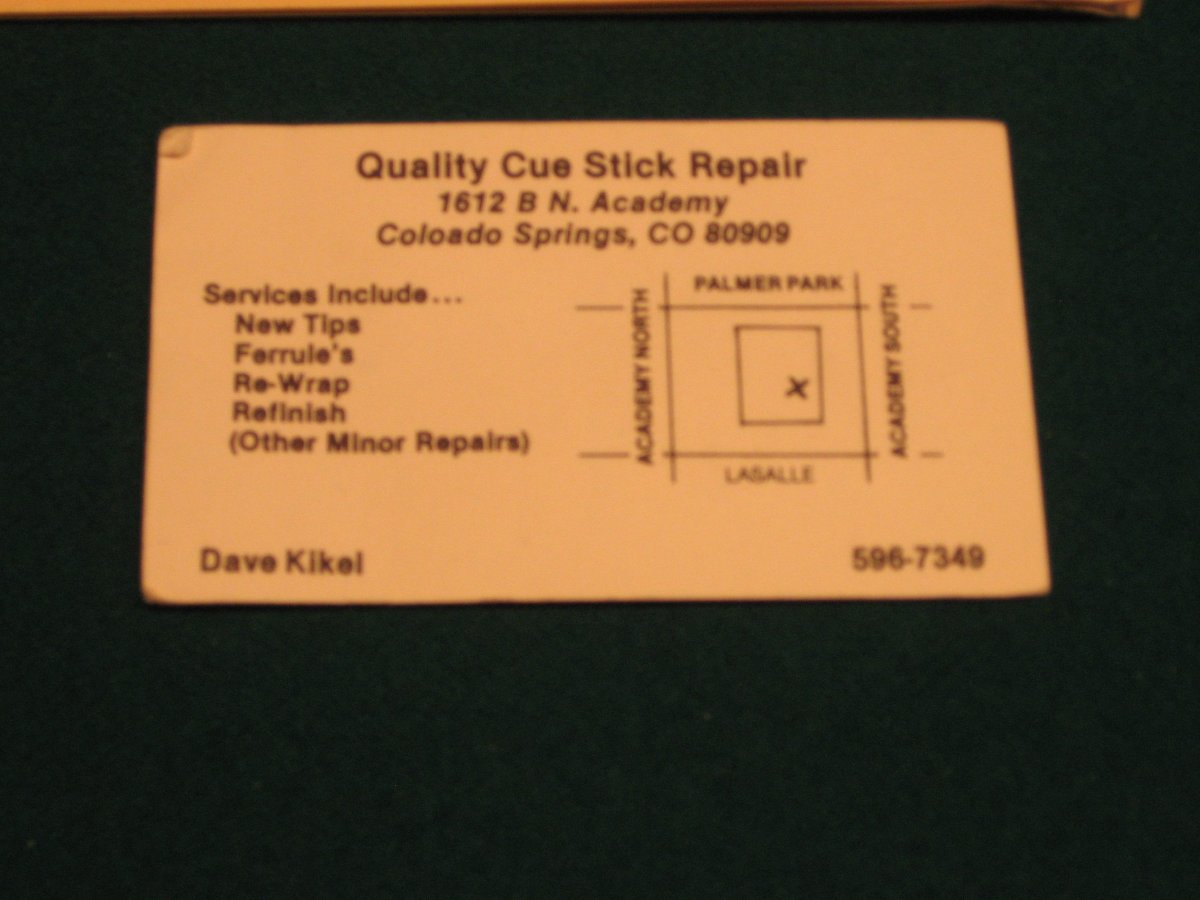 Quality Cue Stick Repair
1612 B N. Academy
Coloado Springs, CO 80909
Services Include...
New Tips
Ferrule's
Re-Wrap
Refinish
(Other Minor Repairs)
PALMER PARK
ACADEMY NORTH
ACADEMY SOUTH
x
LASALLE
Dave Kikel
596-7349